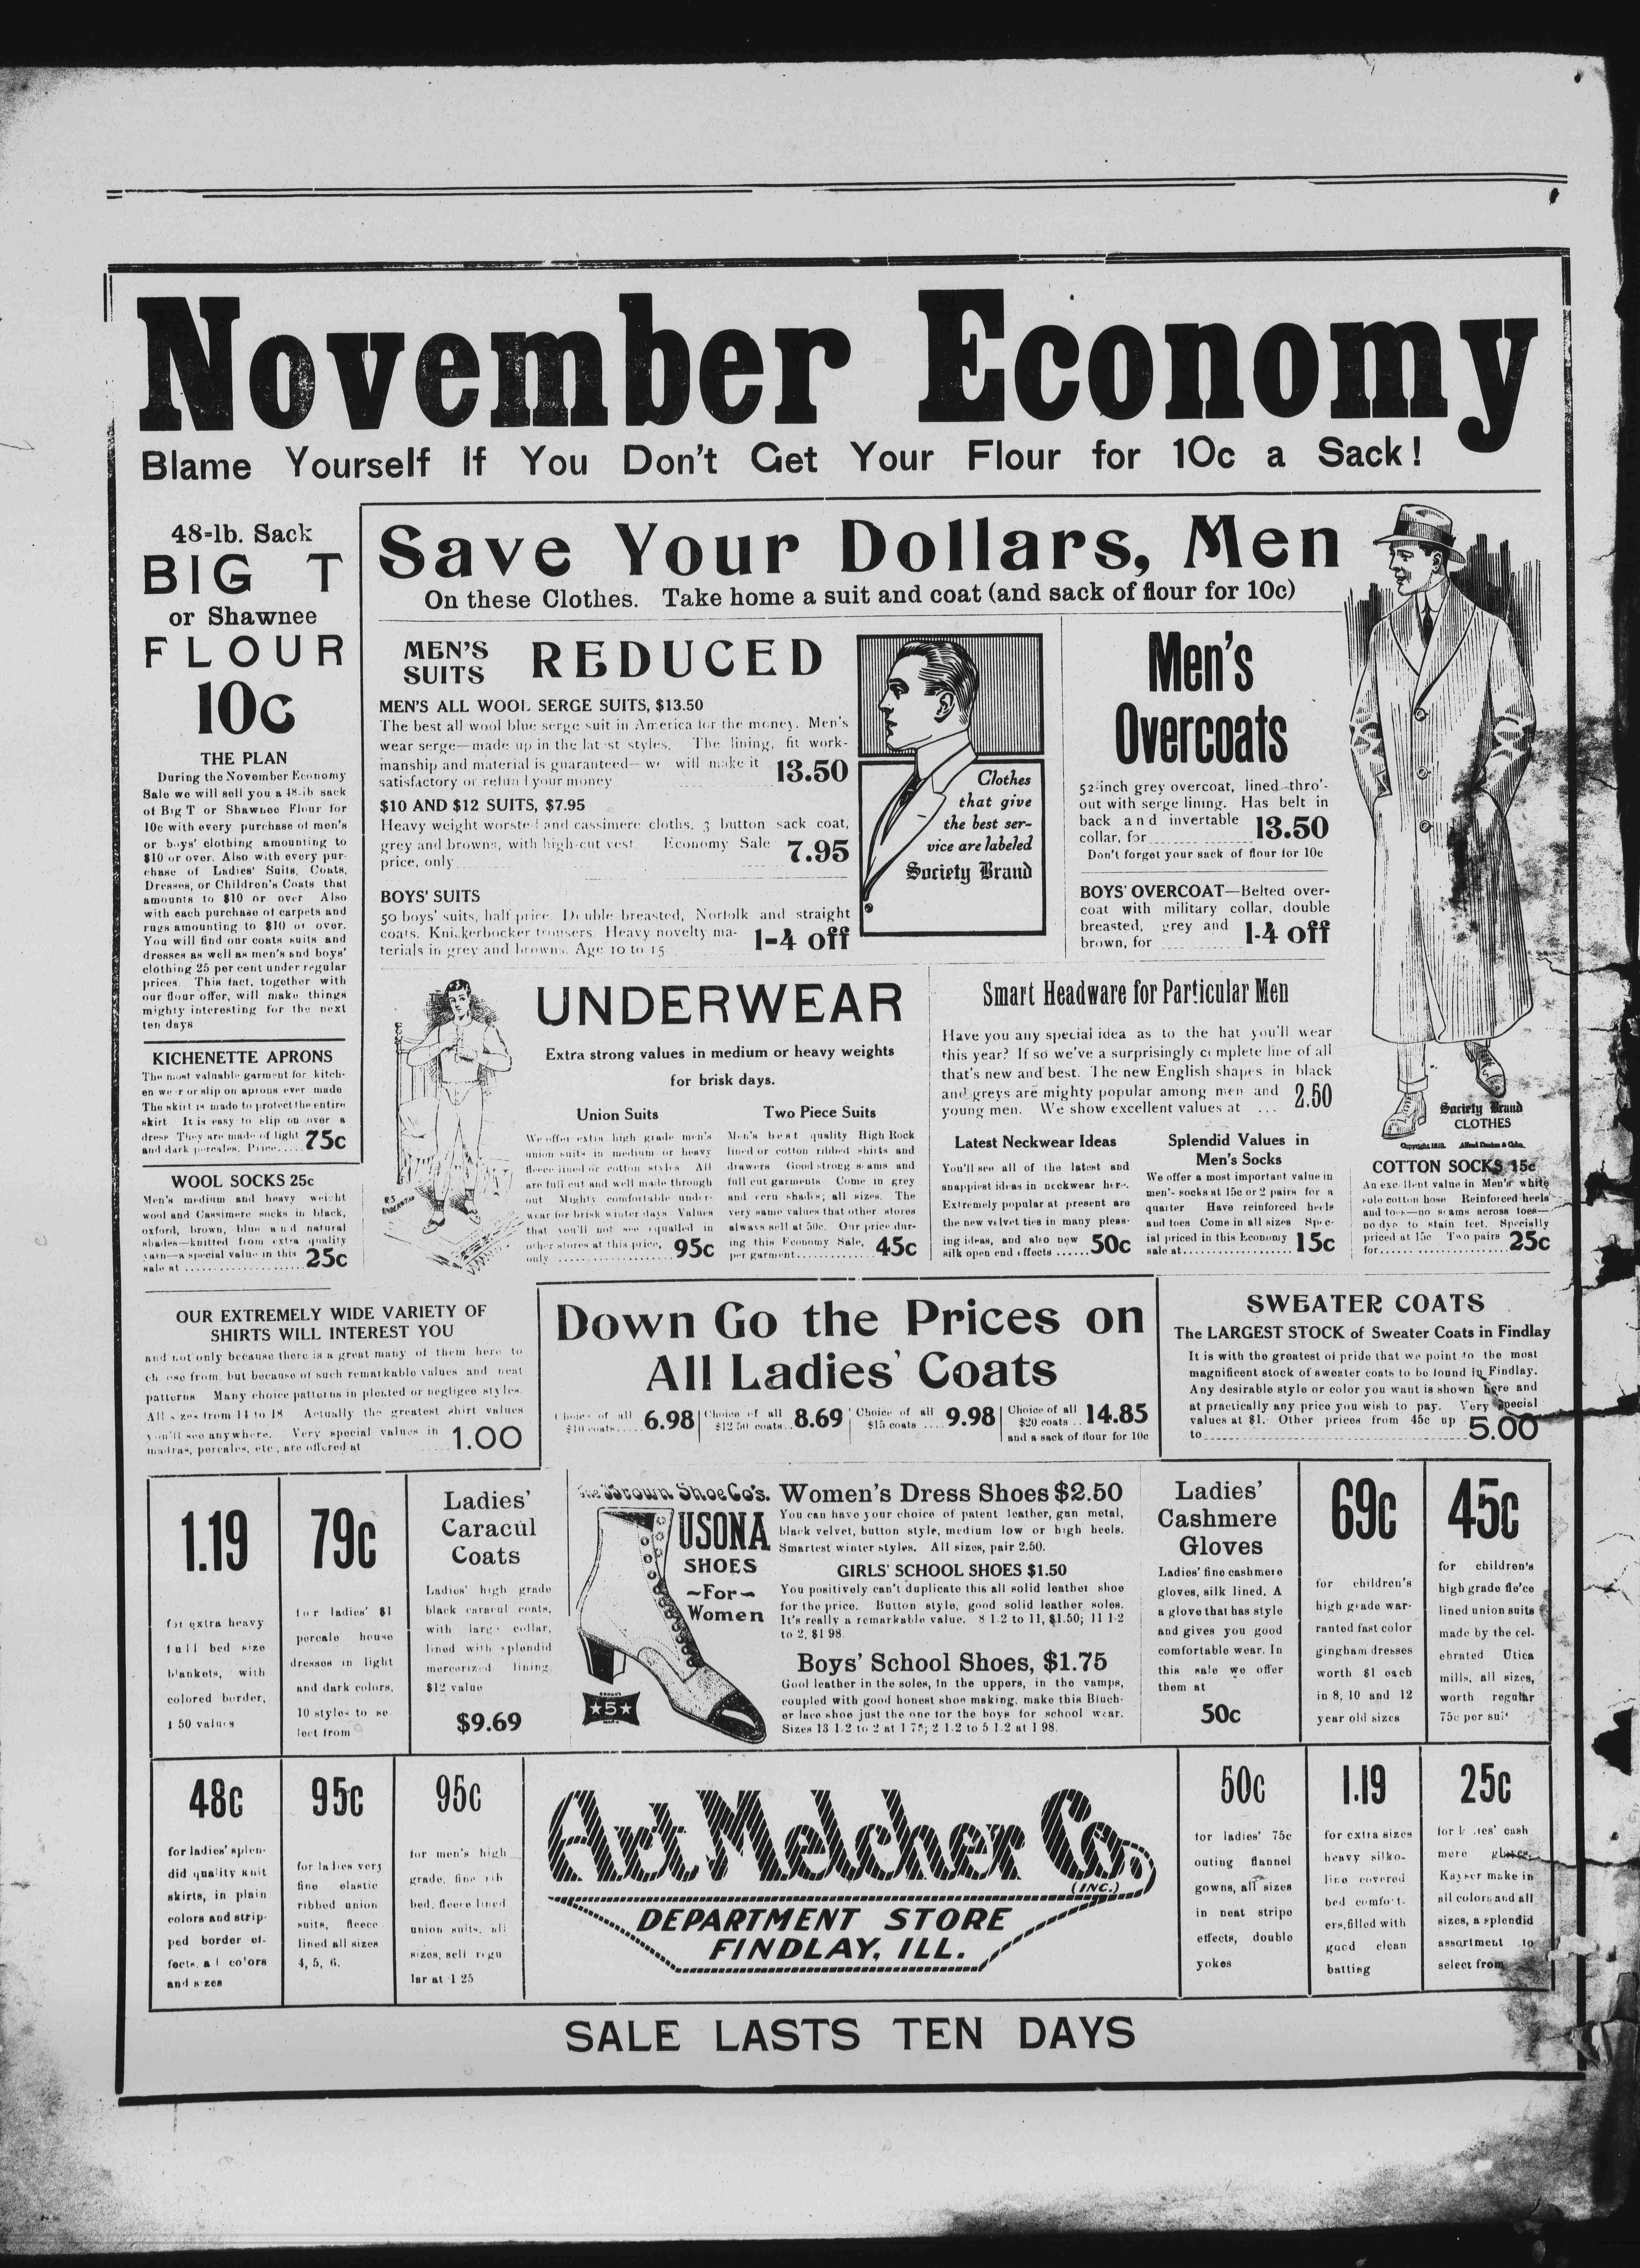 November Economy
Blame Yourself If You Don't Get Your Flour for 10c a Sack!
48-lb. Sack
BIG T
or Shawnee
FLOUR
10c
THE PLAN
During the November Economy
Sale we will sell you a 48-lb sack
of Big T or Shawnee Flour for
10c with every purchase of men's
or boys' clothing amounting to
$10 or over. Also with every pur-
chase of Ladies' Suits, Coats,
Dresses, or Children's Coats that
amounts to $10 or over Also
with each purchase of carpets and
rugs amounting to $10 or over.
You will find our coats suits and
dresses as well as men's and boys'
clothing 25 per cent under regular
prices. This fact, together with
our flour offer, will make things
mighty interesting for the next
ten days
KICHENETTE APRONS
The most valuable garment for kitch-
en wear or slip on aprons ever made
The skirt is made to protect the entire
skirt It is easy to slip on over a
dress They are made of light
and dark percales. Price..... 75c
WOOL SOCKS 25c
Men's medium and heavy weight
wool and Cassimere socks in black,
oxford, brown, blue and natural
shades—knitted from extra quality
yarn—a special value in this
sale at ..................... 25c
Save Your Dollars, Men
On these Clothes. Take home a suit and coat (and sack of flour for 10c)
MEN'S
SUITS
REDUCED
MEN'S ALL WOOL SERGE SUITS, $13.50
The best all wool blue serge suit in America for the money. Men's
wear serge—made up in the latest styles. The lining, fit work-
manship and material is guaranteed— we will make it
satisfactory or refund your money ..... 13.50
$10 AND $12 SUITS, $7.95
Heavy weight worsted and cassimere cloths, 3 button sack coat,
grey and browns, with high-cut vest Economy Sale
price, only 7.95
BOYS' SUITS
50 boys' suits, half price. Double breasted, Norfolk and straight
coats. Knickerbocker trousers. Heavy novelty ma-
terials in grey and browns. Age 10 to 15 1-4 off
Clothes
that give
the best ser-
vice are labeled
Society Brand
Men's
Overcoats
52-inch grey overcoat, lined thro'-
out with serge lining. Has belt in
back and invertable
collar, for 13.50
Don't forget your sack of flour for 10c
BOYS' OVERCOAT—Belted over-
coat with military collar, double
breasted, grey and
brown, for 1-4 off
Society Brand
CLOTHES
UNDERWEAR
Extra strong values in medium or heavy weights
for brisk days.
Union Suits
We offer extra high grade men's
union suits in medium or heavy
fleece lined or cotton styles All
are full cut and well made through
out Mighty comfortable under-
wear for brisk winter days Values
that you'll not see equalled in
other stores at this price,
only 95c
Two Piece Suits
Men's best quality High Rock
lined or cotton ribbed shirts and
drawers Good strong seams and
full cut garments Come in grey
and ecru shades; all sizes. The
very same values that other stores
always sell at 50c. Our price dur-
ing this Economy Sale,
per garment 45c
Smart Headware for Particular Men
Have you any special idea as to the hat you'll wear
this year? If so we've a surprisingly complete line of all
that's new and best. The new English shapes in black
and greys are mighty popular among men and
young men. We show excellent values at ... 2.50
Latest Neckwear Ideas
You'll see all of the latest and
snappiest ideas in neckwear here.
Extremely popular at present are
the new velvet ties in many pleas-
ing ideas, and also new
silk open end effects ...... 50c
Splendid Values in
Men's Socks
We offer a most important value in
men's socks at 15c or 2 pairs for a
quarter Have reinforced heels
and toes Come in all sizes Spec-
ial priced in this Economy
sale at 15c
COTTON SOCKS 15c
An excellent value in Men's white
sole cotton hose Reinforced heels
and toes—no seams across toes—
no dye to stain feet. Specially
priced at 15c Two pairs
for 25c
OUR EXTREMELY WIDE VARIETY OF
SHIRTS WILL INTEREST YOU
and not only because there is a great many of them here to
choose from, but because of such remarkable values and neat
patterns Many choice patterns in pleated or negligee styles.
All sizes from 14 to 18 Actually the greatest shirt values
you'll see anywhere. Very special values in
madras, percales, etc., are offered at 1.00
Down Go the Prices on
All Ladies' Coats
Choice of all
$10 coats..... 6.98
Choice of all
$12.50 coats.. 8.69
Choice of all
$15 coats .... 9.98
Choice of all
$20 coats .. 14.85
and a sack of flour for 10c
SWEATER COATS
The LARGEST STOCK of Sweater Coats in Findlay
It is with the greatest of pride that we point to the most
magnificent stock of sweater coats to be found in Findlay.
Any desirable style or color you want is shown here and
at practically any price you wish to pay. Very special
values at $1. Other prices from 45c up
to 5.00
1.19
for extra heavy
full bed size
blankets, with
colored border,
1 50 values
79c
for ladies' $1
percale house
dresses in light
and dark colors,
10 styles to se
lect from
Ladies'
Caracul
Coats
Ladies' high grade
black caracul coats,
with large collar,
lined with splendid
mercerized lining,
$12 value
$9.69
The Brown Shoe Co's.
USONA
SHOES
~For~
Women
★5★
Women's Dress Shoes $2.50
You can have your choice of patent leather, gun metal,
black velvet, button style, medium low or high heels.
Smartest winter styles. All sizes, pair 2.50.
GIRLS' SCHOOL SHOES $1.50
You positively can't duplicate this all solid leather shoe
for the price. Button style, good solid leather soles.
It's really a remarkable value. 8 1-2 to 11, $1.50; 11 1-2
to 2, $1 98
Boys' School Shoes, $1.75
Good leather in the soles, in the uppers, in the vamps,
coupled with good honest shoe making, make this Bluch-
er or lace shoe just the one for the boys for school wear.
Sizes 13 1-2 to 2 at 1 75; 2 1-2 to 5 1-2 at 1 98.
Ladies'
Cashmere
Gloves
Ladies' fine cashmere
gloves, silk lined. A
a glove that has style
and gives you good
comfortable wear. In
this sale we offer
them at
50c
69c
for children's
high grade war-
ranted fast color
gingham dresses
worth $1 each
in 8, 10 and 12
year old sizes
45c
for children's
high grade fleece
lined union suits
made by the cel-
ebrated Utica
mills, all sizes,
worth regular
75c per suit
48c
for ladies' splen-
did quality knit
skirts, in plain
colors and strip-
ped border ef-
fects, all colors
and sizes
95c
for ladies very
fine elastic
ribbed union
suits, fleece
lined all sizes
4, 5, 6.
95c
for men's high
grade, fine rib
bed, fleece lined
union suits, all
sizes, sell regu
lar at 1 25
Art Melcher Co.
(INC.)
DEPARTMENT STORE
FINDLAY, ILL.
50c
for ladies' 75c
outing flannel
gowns, all sizes
in neat stripe
effects, double
yokes
1.19
for extra sizes
heavy silko-
line covered
bed comfort-
ers, filled with
good clean
batting
25c
for ladies' cash
mere gloves,
Kayser make in
all colors and all
sizes, a splendid
assortment to
select from
SALE LASTS TEN DAYS